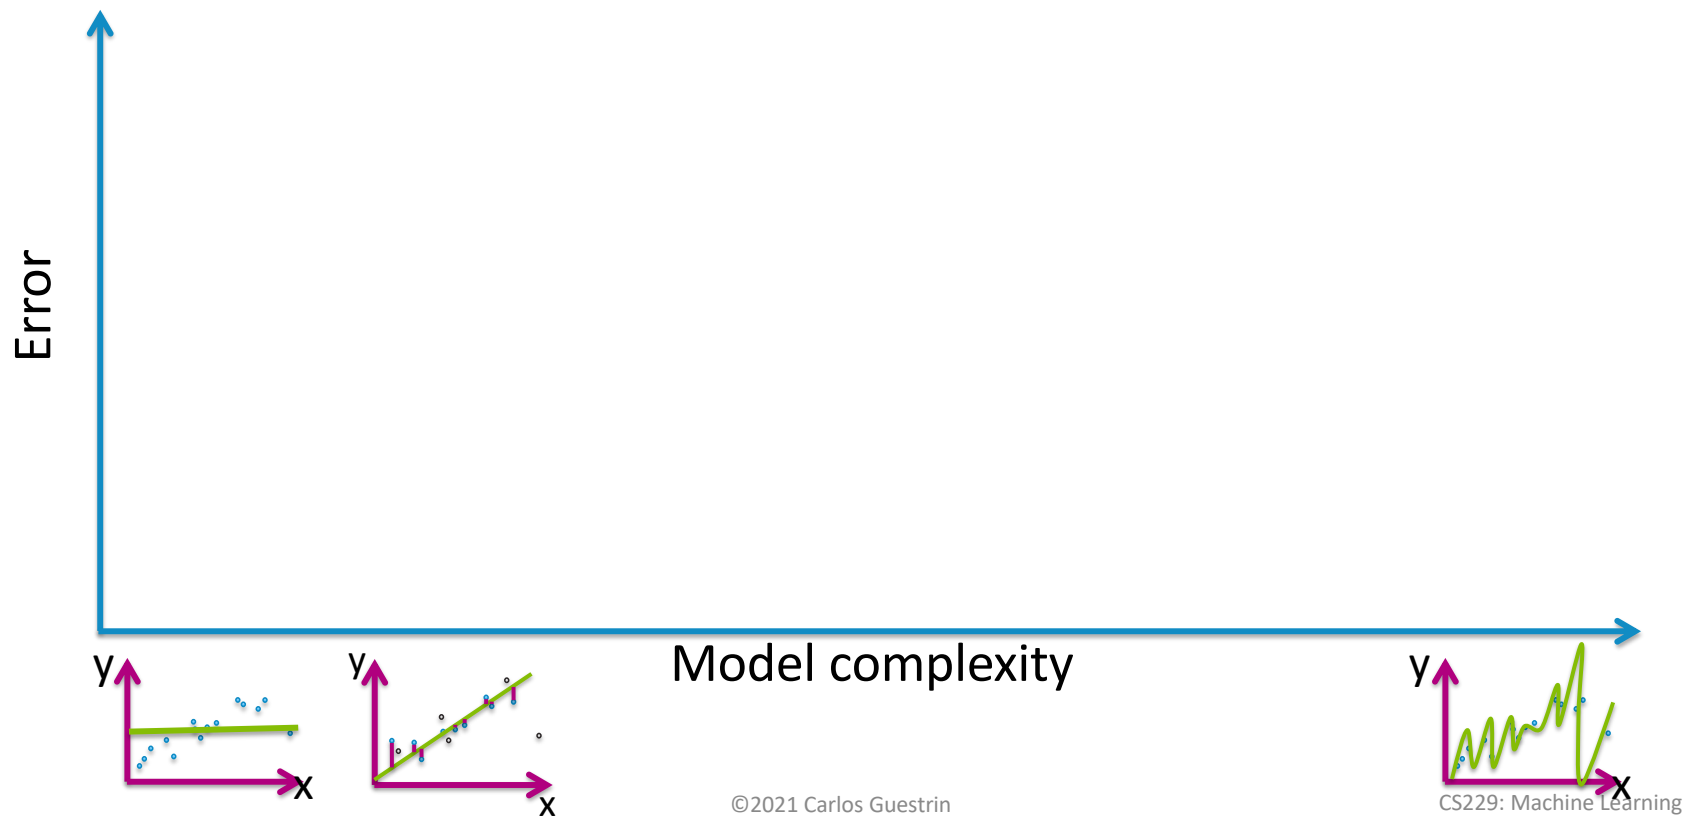 Error
Model complexity
y
x
y
x
y
x
©2021 Carlos Guestrin
CS229: Machine Learning